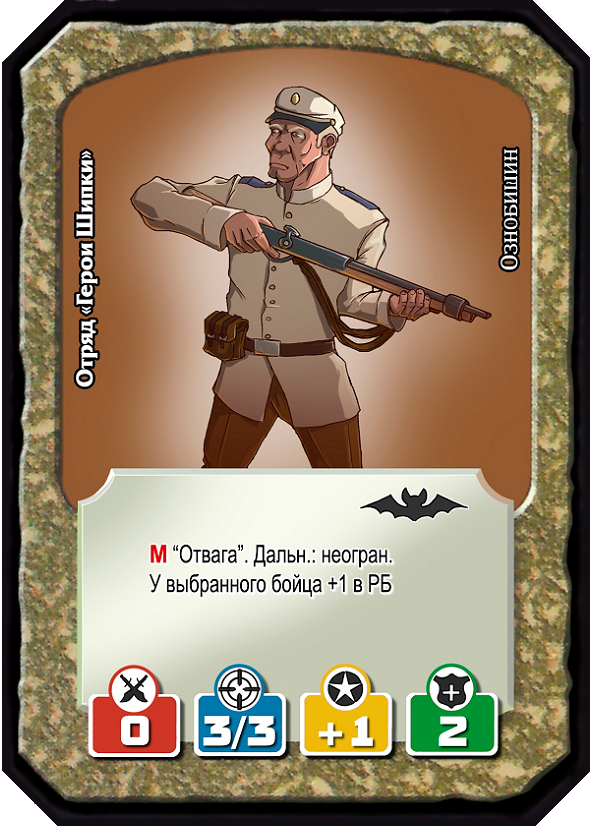 Отряд «Герои Шипки»
Ознобишин
М “Отвага”. Дальн.: неогран.
У выбранного бойца +1 в РБ
0
3/3
+1
2